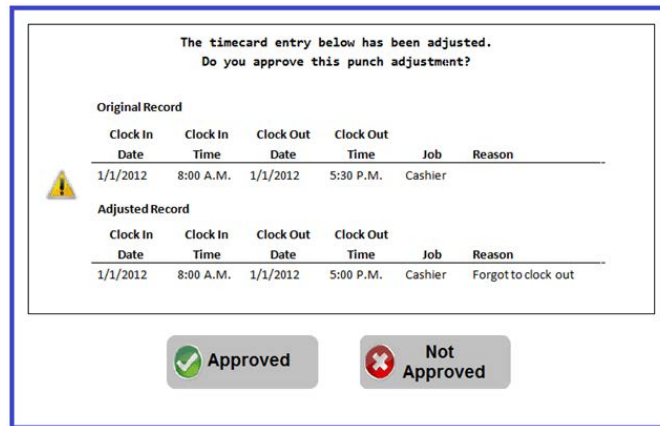 The timecard entry below has been adjusted.
Do you approve this punch adjustment?
Original Record
Clock In Clock In Clock Out Clock Out
Date Time Date Time Job Reason
1/1/2012 8:00 A.M. 1/1/2012 5:30 P.M. Cashier
Adjusted Record
Clock In Clock In Clock Out Clock Out
Date Time Date Time Job Reason
1/1/2012 8:00 A.M. 1/1/2012 5:00 P.M. Cashier Forgot to clock out
Approved
Not
Approved